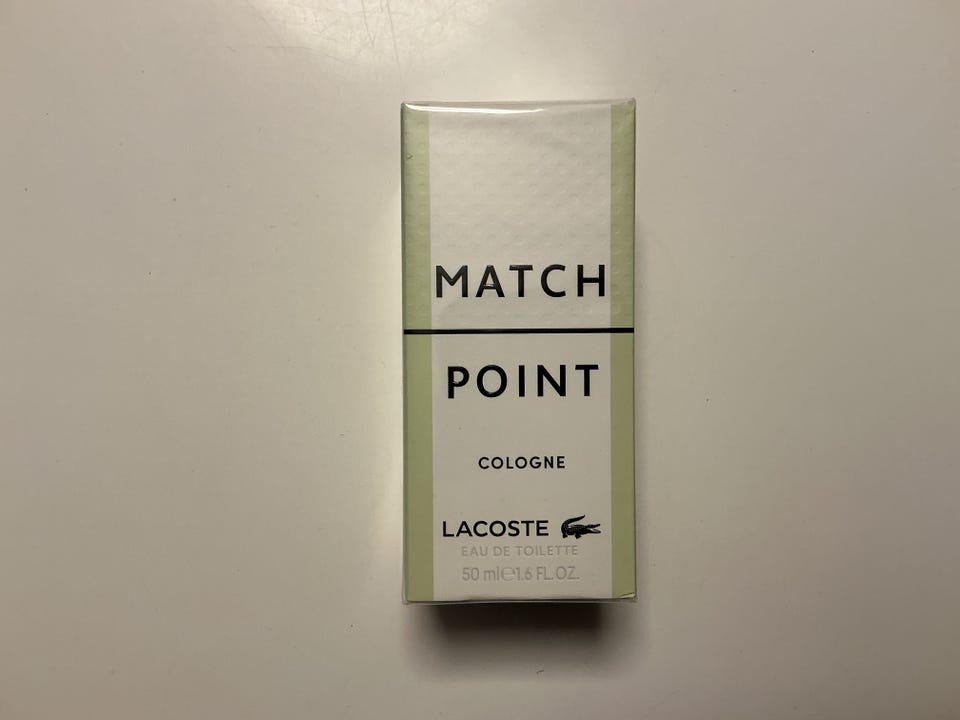 MATCH
POINT
COLOGNE
LACOSTE
EAU DE TOILETTE
50 ml℮1.6 FL.OZ.